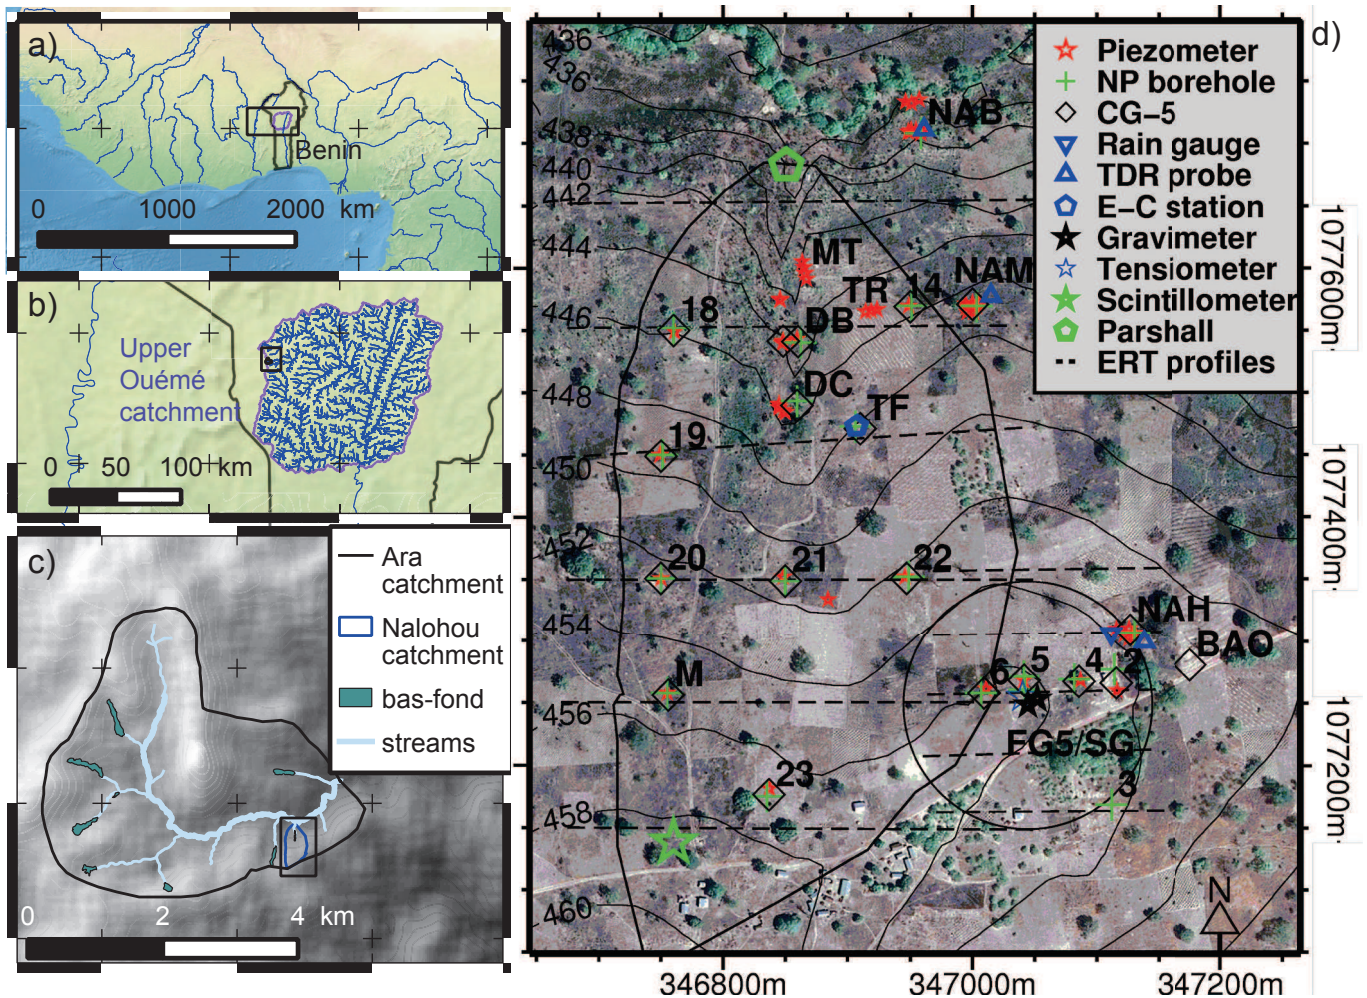 a)
Benin
0 1000 2000 km
b)
Upper
Ouémé
catchment
0 50 100 km
c)
Ara
catchment
Nalohou
catchment
bas-fond
streams
0 2 4 km
d)
Piezometer
NP borehole
CG-5
Rain gauge
TDR probe
E-C station
Gravimeter
Tensiometer
Scintillometer
Parshall
ERT profiles
436
436
438
440
442
444
446
448
450
452
454
456
458
460
NAB
MT
TR
14
NAM
18
DB
DC
TF
19
20
21
22
NAH
BAO
M
6
5
4
2
FG5/SG
23
3
N
346800m
347000m
347200m
1077600m
1077400m
1077200m